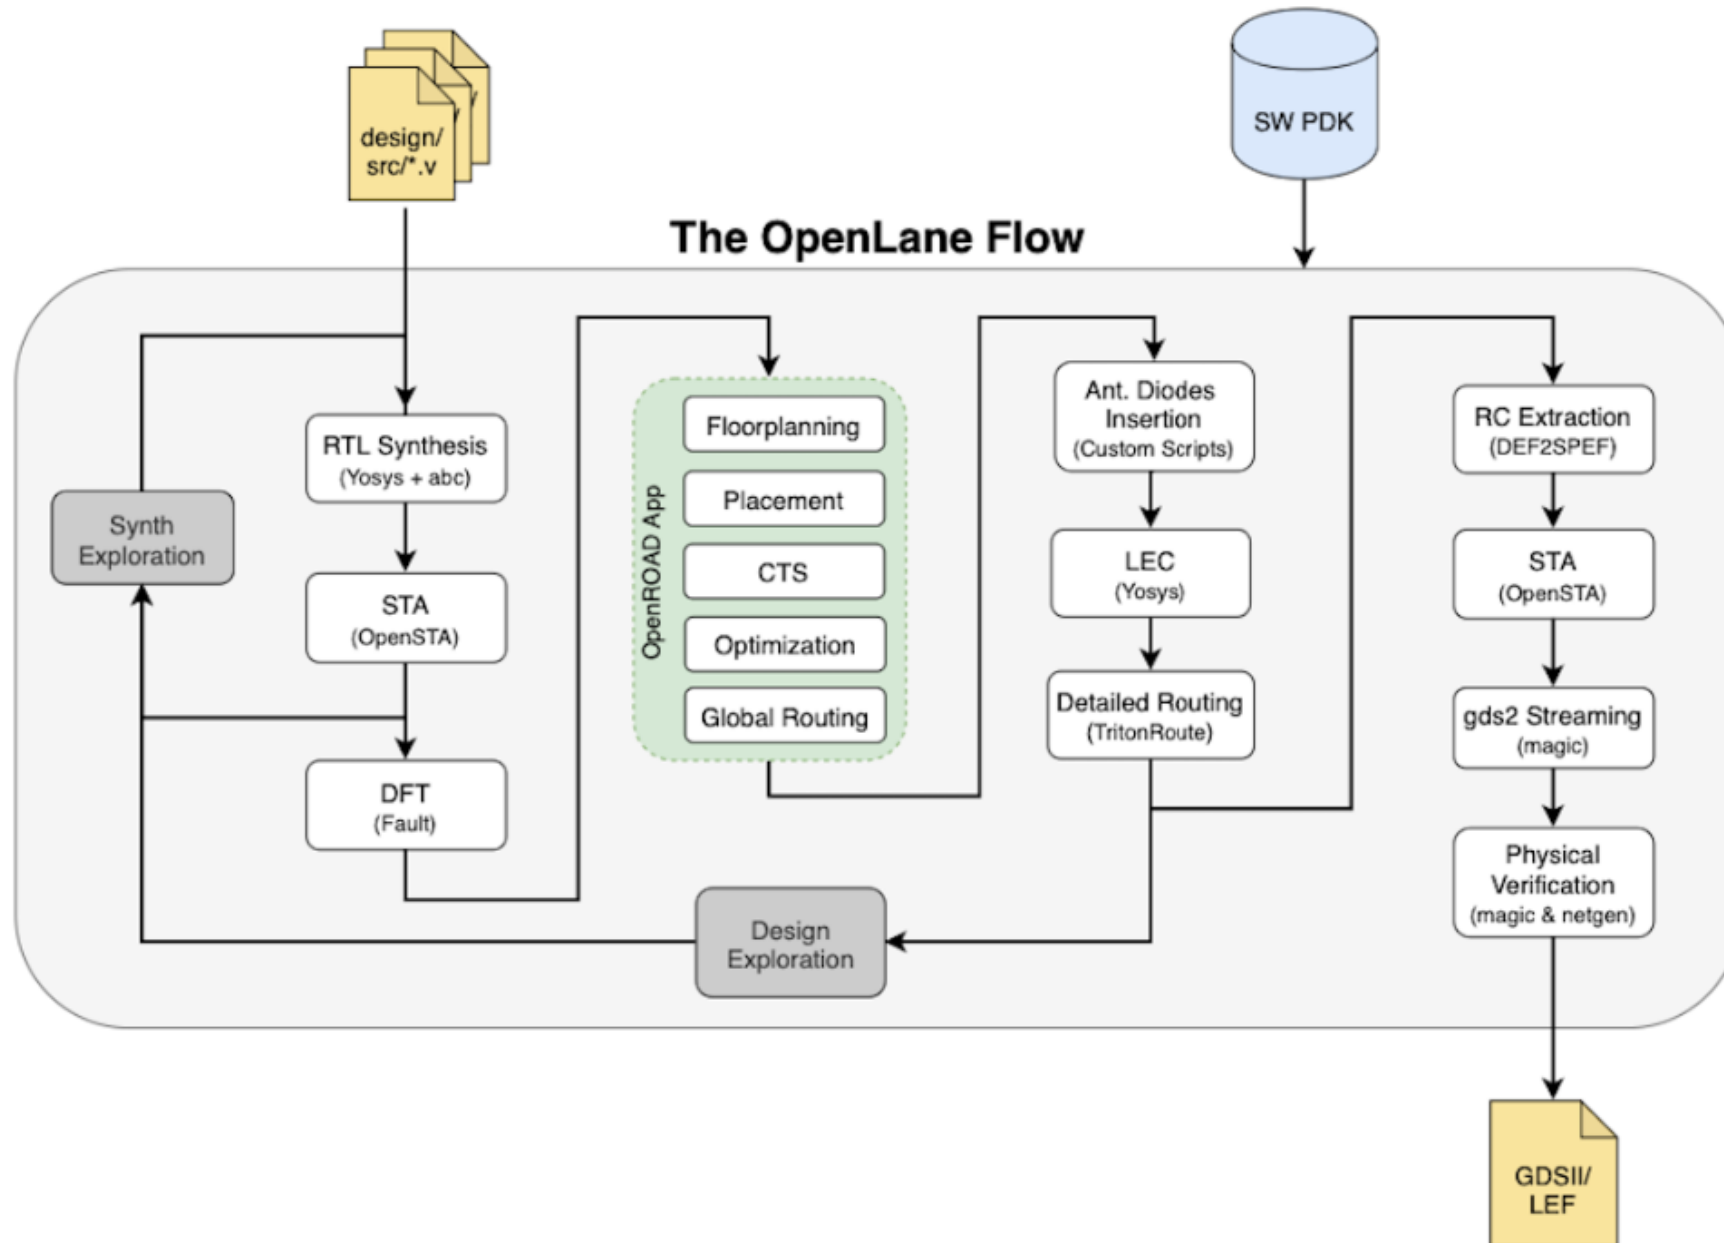 design/
src/*.v
SW PDK
The OpenLane Flow
RTL Synthesis
(Yosys + abc)
Synth
Exploration
STA
(OpenSTA)
DFT
(Fault)
OpenROAD App
Floorplanning
Placement
CTS
Optimization
Global Routing
Design
Exploration
Ant. Diodes
Insertion
(Custom Scripts)
LEC
(Yosys)
Detailed Routing
(TritonRoute)
RC Extraction
(DEF2SPEF)
STA
(OpenSTA)
gds2 Streaming
(magic)
Physical
Verification
(magic & netgen)
GDSII/
LEF